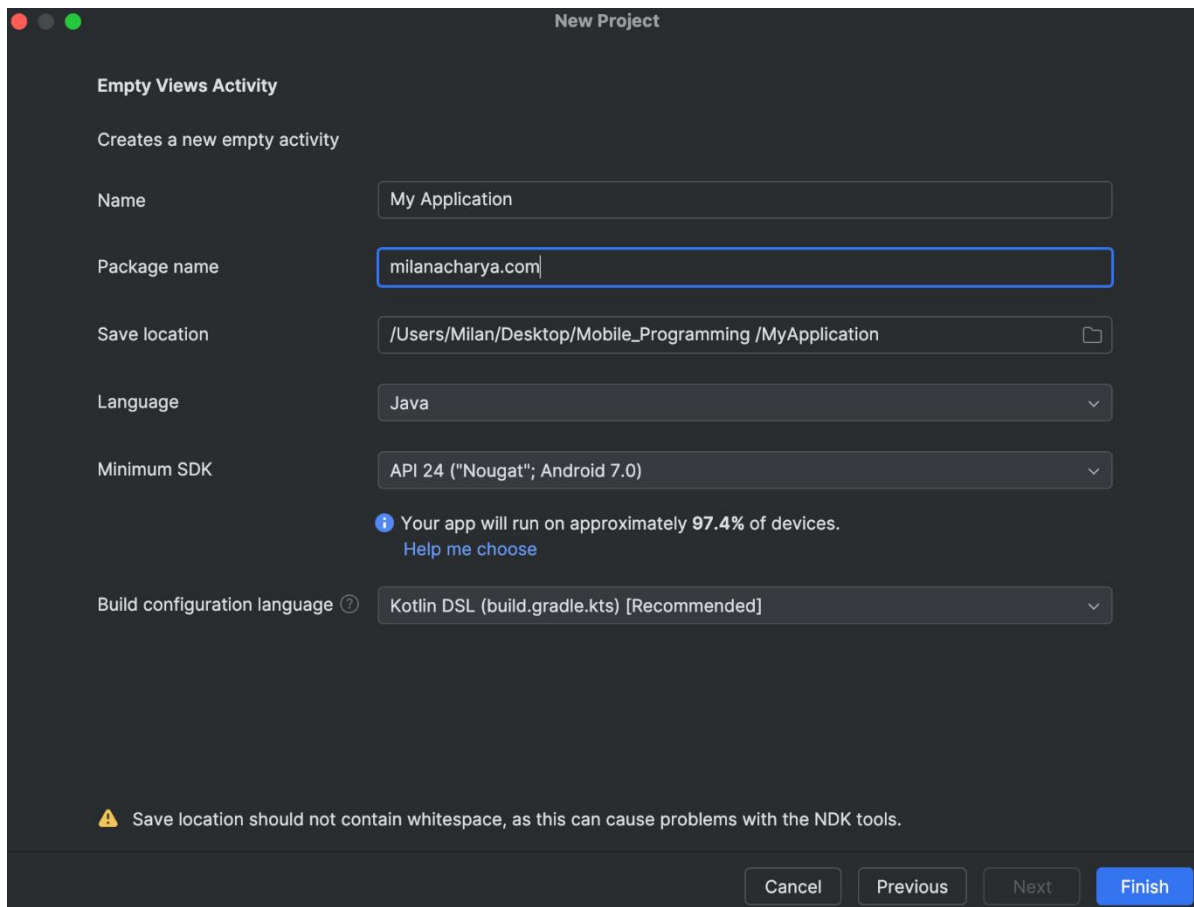 New Project
Empty Views Activity
Creates a new empty activity
Name My Application
Package name milanacharya.com
Save location /Users/Milan/Desktop/Mobile_Programming /MyApplication
Language Java
Minimum SDK API 24 ("Nougat"; Android 7.0)
Your app will run on approximately 97.4% of devices.
Help me choose
Build configuration language ? Kotlin DSL (build.gradle.kts) [Recommended]
Save location should not contain whitespace, as this can cause problems with the NDK tools.
Cancel Previous Next Finish